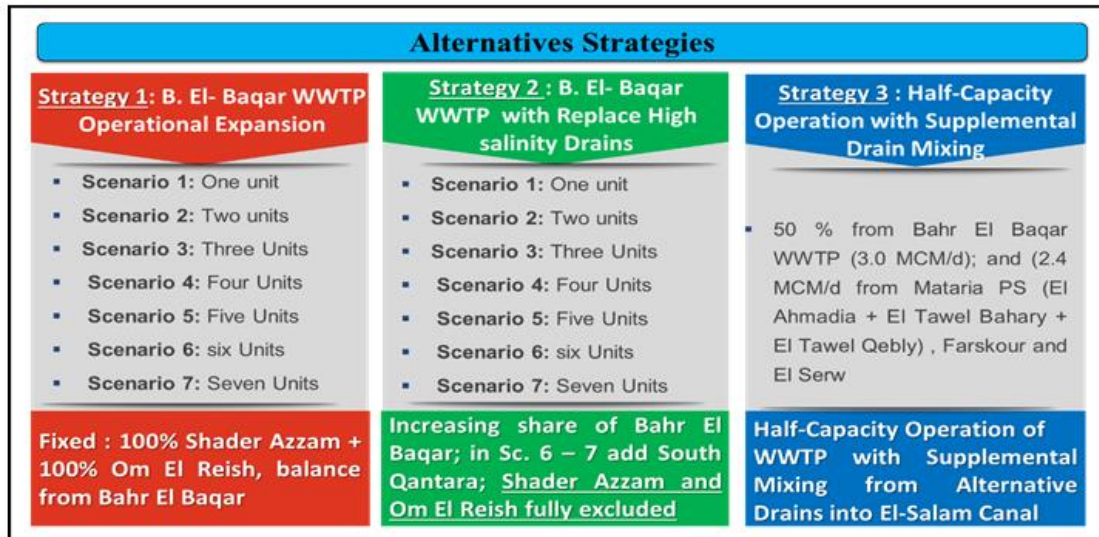 Alternatives Strategies
Strategy 1: B. El- Baqar WWTP
Operational Expansion
▪ Scenario 1: One unit
▪ Scenario 2: Two units
▪ Scenario 3: Three Units
▪ Scenario 4: Four Units
▪ Scenario 5: Five Units
▪ Scenario 6: six Units
▪ Scenario 7: Seven Units
Fixed : 100% Shader Azzam +
100% Om El Reish, balance
from Bahr El Baqar
Strategy 2 : B. El- Baqar
WWTP with Replace High
salinity Drains
▪ Scenario 1: One unit
▪ Scenario 2: Two units
▪ Scenario 3: Three Units
▪ Scenario 4: Four Units
▪ Scenario 5: Five Units
▪ Scenario 6: six Units
▪ Scenario 7: Seven Units
Increasing share of Bahr El
Baqar; in Sc. 6 – 7 add South
Qantara; Shader Azzam and
Om El Reish fully excluded
Strategy 3 : Half-Capacity
Operation with Supplemental
Drain Mixing
▪ 50 % from Bahr El Baqar
WWTP (3.0 MCM/d); and (2.4
MCM/d from Mataria PS (El
Ahmadia + El Tawel Bahary +
El Tawel Qebly) , Farskour and
El Serw
Half-Capacity Operation of
WWTP with Supplemental
Mixing from Alternative
Drains into El-Salam Canal